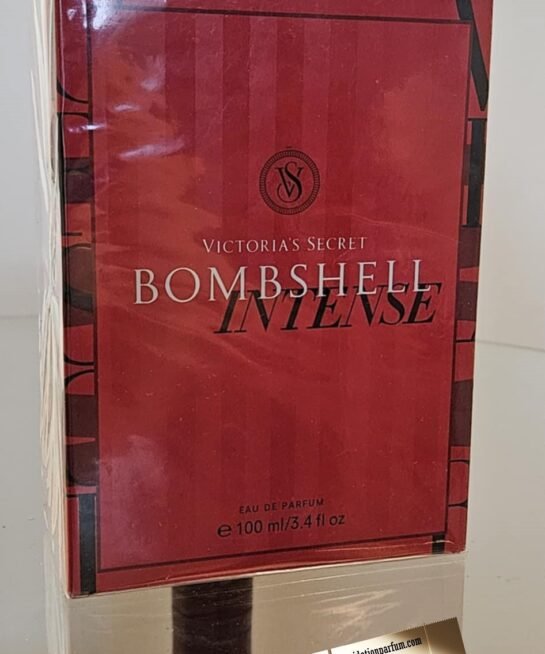 VS
VICTORIA'S SECRET
BOMBSHELL
INTENSE
EAU DE PARFUM
e 100 ml/3.4 fl oz